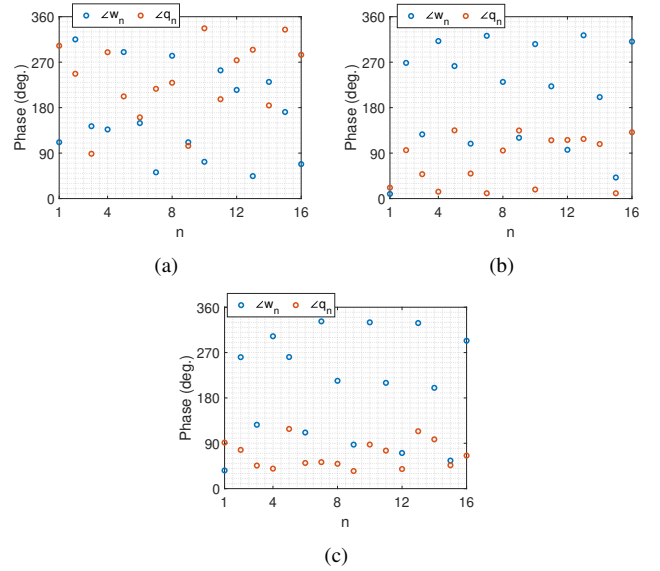 ∠w_n ∠q_n
360
270
180
90
0
Phase (deg.)
1 4 8 12 16
n
(a)
∠w_n ∠q_n
360
270
180
90
0
Phase (deg.)
1 4 8 12 16
n
(b)
∠w_n ∠q_n
360
270
180
90
0
Phase (deg.)
1 4 8 12 16
n
(c)